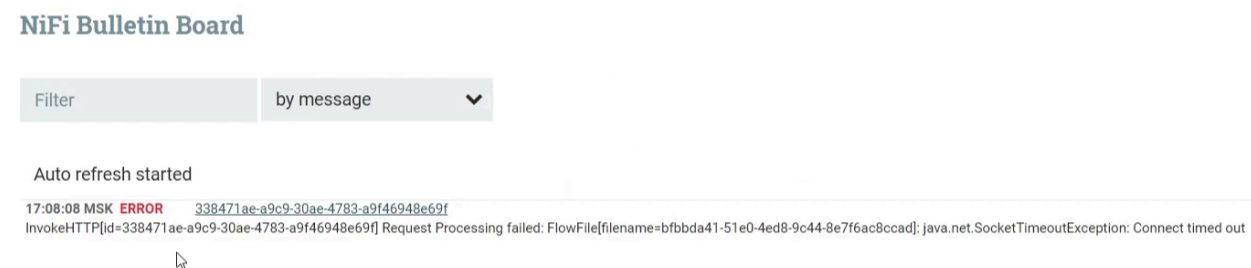 NiFi Bulletin Board
Filter
by message
Auto refresh started
17:08:08 MSK ERROR 338471ae-a9c9-30ae-4783-a9f46948e69f
InvokeHTTP[id=338471ae-a9c9-30ae-4783-a9f46948e69f] Request Processing failed: FlowFile[filename=bfbbda41-51e0-4ed8-9c44-8e7f6ac8ccad]: java.net.SocketTimeoutException: Connect timed out